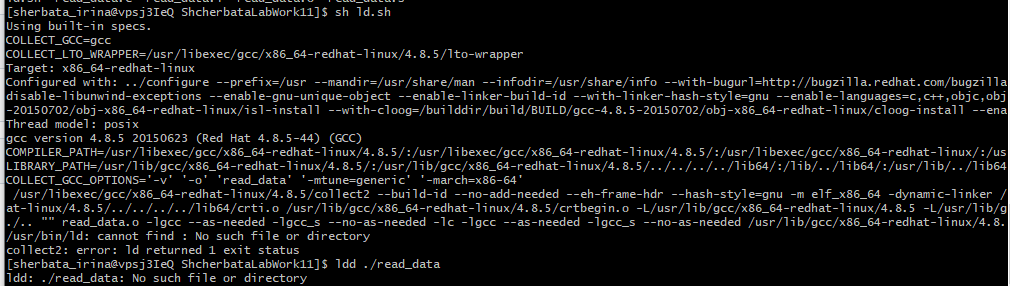 [sherbata_irina@vpsj3IeQ ShcherbataLabWork11]$ sh ld.sh
Using built-in specs.
COLLECT_GCC=gcc
COLLECT_LTO_WRAPPER=/usr/libexec/gcc/x86_64-redhat-linux/4.8.5/lto-wrapper
Target: x86_64-redhat-linux
Configured with: ../configure --prefix=/usr --mandir=/usr/share/man --infodir=/usr/share/info --with-bugurl=http://bugzilla.redhat.com/bugzilla
disable-libunwind-exceptions --enable-gnu-unique-object --enable-linker-build-id --with-linker-hash-style=gnu --enable-languages=c,c++,objc,obj
-20150702/obj-x86_64-redhat-linux/isl-install --with-cloog=/builddir/build/BUILD/gcc-4.8.5-20150702/obj-x86_64-redhat-linux/cloog-install --ena
Thread model: posix
gcc version 4.8.5 20150623 (Red Hat 4.8.5-44) (GCC)
COMPILER_PATH=/usr/libexec/gcc/x86_64-redhat-linux/4.8.5/:/usr/libexec/gcc/x86_64-redhat-linux/4.8.5/:/usr/libexec/gcc/x86_64-redhat-linux/:/us
LIBRARY_PATH=/usr/lib/gcc/x86_64-redhat-linux/4.8.5/:/usr/lib/gcc/x86_64-redhat-linux/4.8.5/../../../../lib64/:/lib/../lib64/:/usr/lib/../lib64
COLLECT_GCC_OPTIONS='-v' '-o' 'read_data' '-mtune=generic' '-march=x86-64'
/usr/libexec/gcc/x86_64-redhat-linux/4.8.5/collect2 --build-id --no-add-needed --eh-frame-hdr --hash-style=gnu -m elf_x86_64 -dynamic-linker /
at-linux/4.8.5/../../../../lib64/crti.o /usr/lib/gcc/x86_64-redhat-linux/4.8.5/crtbegin.o -L/usr/lib/gcc/x86_64-redhat-linux/4.8.5 -L/usr/lib/g
./.. "" read_data.o -lgcc --as-needed -lgcc_s --no-as-needed -lc -lgcc --as-needed -lgcc_s --no-as-needed /usr/lib/gcc/x86_64-redhat-linux/4.8.
/usr/bin/ld: cannot find : No such file or directory
collect2: error: ld returned 1 exit status
[sherbata_irina@vpsj3IeQ ShcherbataLabWork11]$ ldd ./read_data
ldd: ./read_data: No such file or directory